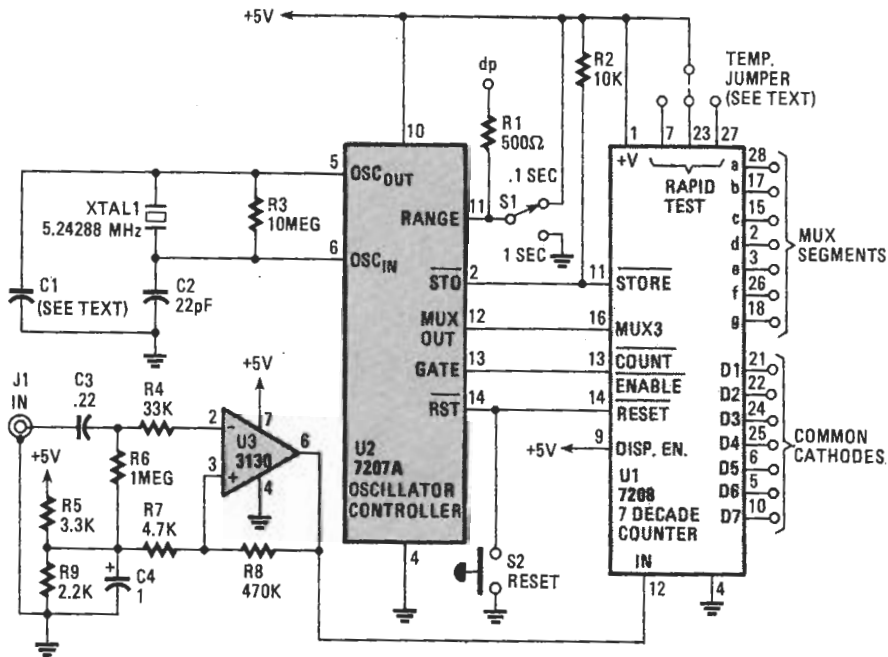 +5V
R2
10K
TEMP.
JUMPER
(SEE TEXT)
dp
R1
500Ω
10
1
7
23
27
+V
RAPID
TEST
5
OSC OUT
XTAL1
5.24288 MHz
R3
10MEG
6
OSC IN
C1
(SEE TEXT)
C2
22pF
RANGE
11
S1
.1 SEC
1 SEC
STO
2
11
STORE
MUX
OUT
12
16
MUX3
GATE
13
13
COUNT
ENABLE
RST
14
14
RESET
+5V
9
DISP. EN.
U1
7208
7 DECADE
COUNTER
IN
12
4
a
28
b
17
c
15
d
2
e
3
f
26
g
18
MUX
SEGMENTS
D1
21
D2
22
D3
24
D4
25
D5
6
D6
5
D7
10
COMMON
CATHODES
U2
7207A
OSCILLATOR
CONTROLLER
4
S2
RESET
J1
IN
C3
.22
R4
33K
+5V
2
-
7
U3
3130
6
3
+
4
R6
1MEG
+5V
R5
3.3K
R7
4.7K
R8
470K
R9
2.2K
+
C4
1